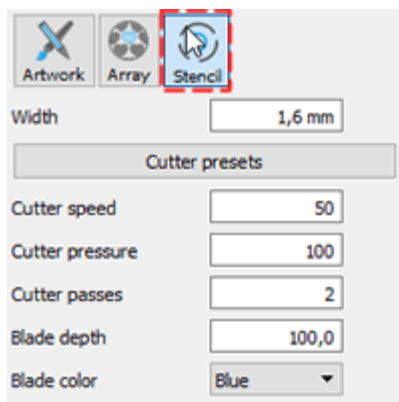 Artwork Array Stencil
Width 1,6 mm
Cutter presets
Cutter speed 50
Cutter pressure 100
Cutter passes 2
Blade depth 100,0
Blade color Blue